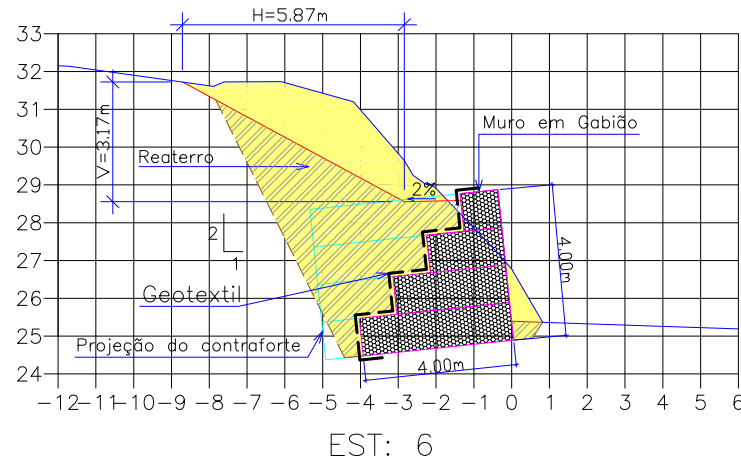 H=5.87m
33
32
31
30
29
28
27
26
25
24
V=3.17m
Muro em Gabião
Reaterro
2%
2
1
4.00m
Geotextil
Projeção do contraforte
4.00m
-12 -11 -10 -9 -8 -7 -6 -5 -4 -3 -2 -1 0 1 2 3 4 5 6
EST: 6